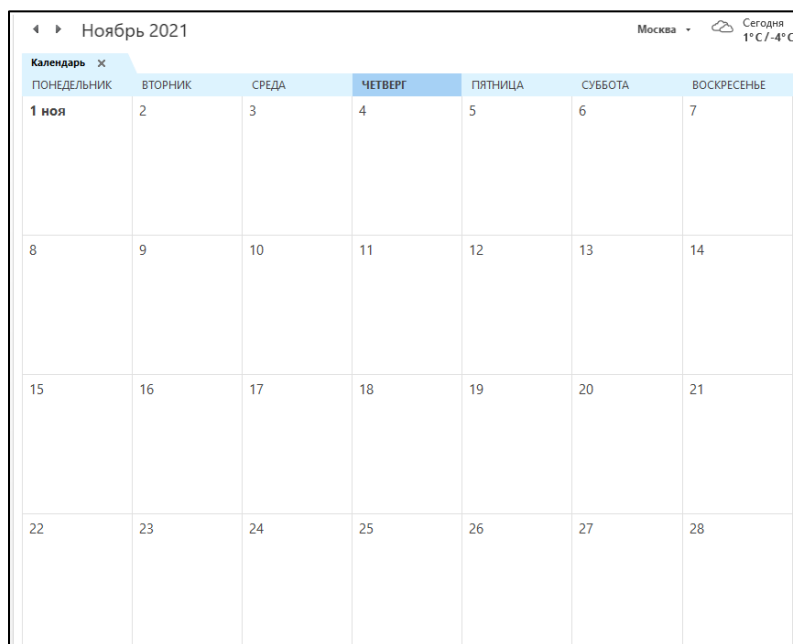 Ноябрь 2021
Москва
Сегодня
1°C/-4°C
Календарь
ПОНЕДЕЛЬНИК ВТОРНИК СРЕДА ЧЕТВЕРГ ПЯТНИЦА СУББОТА ВОСКРЕСЕНЬЕ
1 ноя 2 3 4 5 6 7
8 9 10 11 12 13 14
15 16 17 18 19 20 21
22 23 24 25 26 27 28